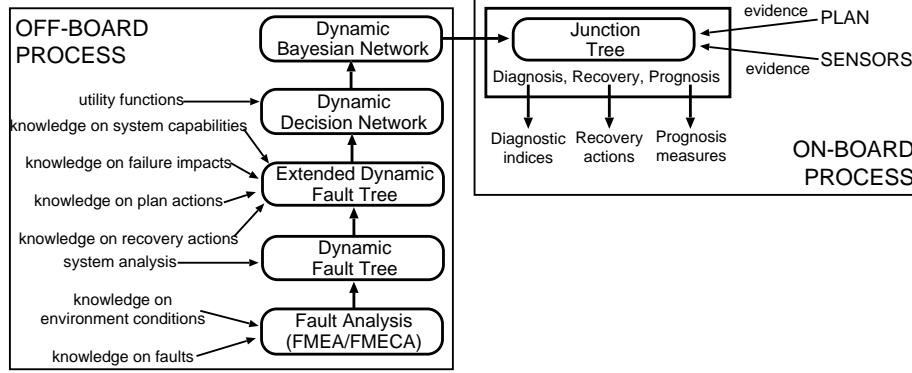 OFF-BOARD
PROCESS
Dynamic
Bayesian Network
utility functions
Dynamic
Decision Network
knowledge on system capabilities
knowledge on failure impacts
Extended Dynamic
Fault Tree
knowledge on plan actions
knowledge on recovery actions
system analysis
Dynamic
Fault Tree
knowledge on
environment conditions
Fault Analysis
(FMEA/FMECA)
knowledge on faults
Junction
Tree
evidence
PLAN
evidence
SENSORS
Diagnosis, Recovery, Prognosis
Diagnostic
indices
Recovery
actions
Prognosis
measures
ON-BOARD
PROCESS